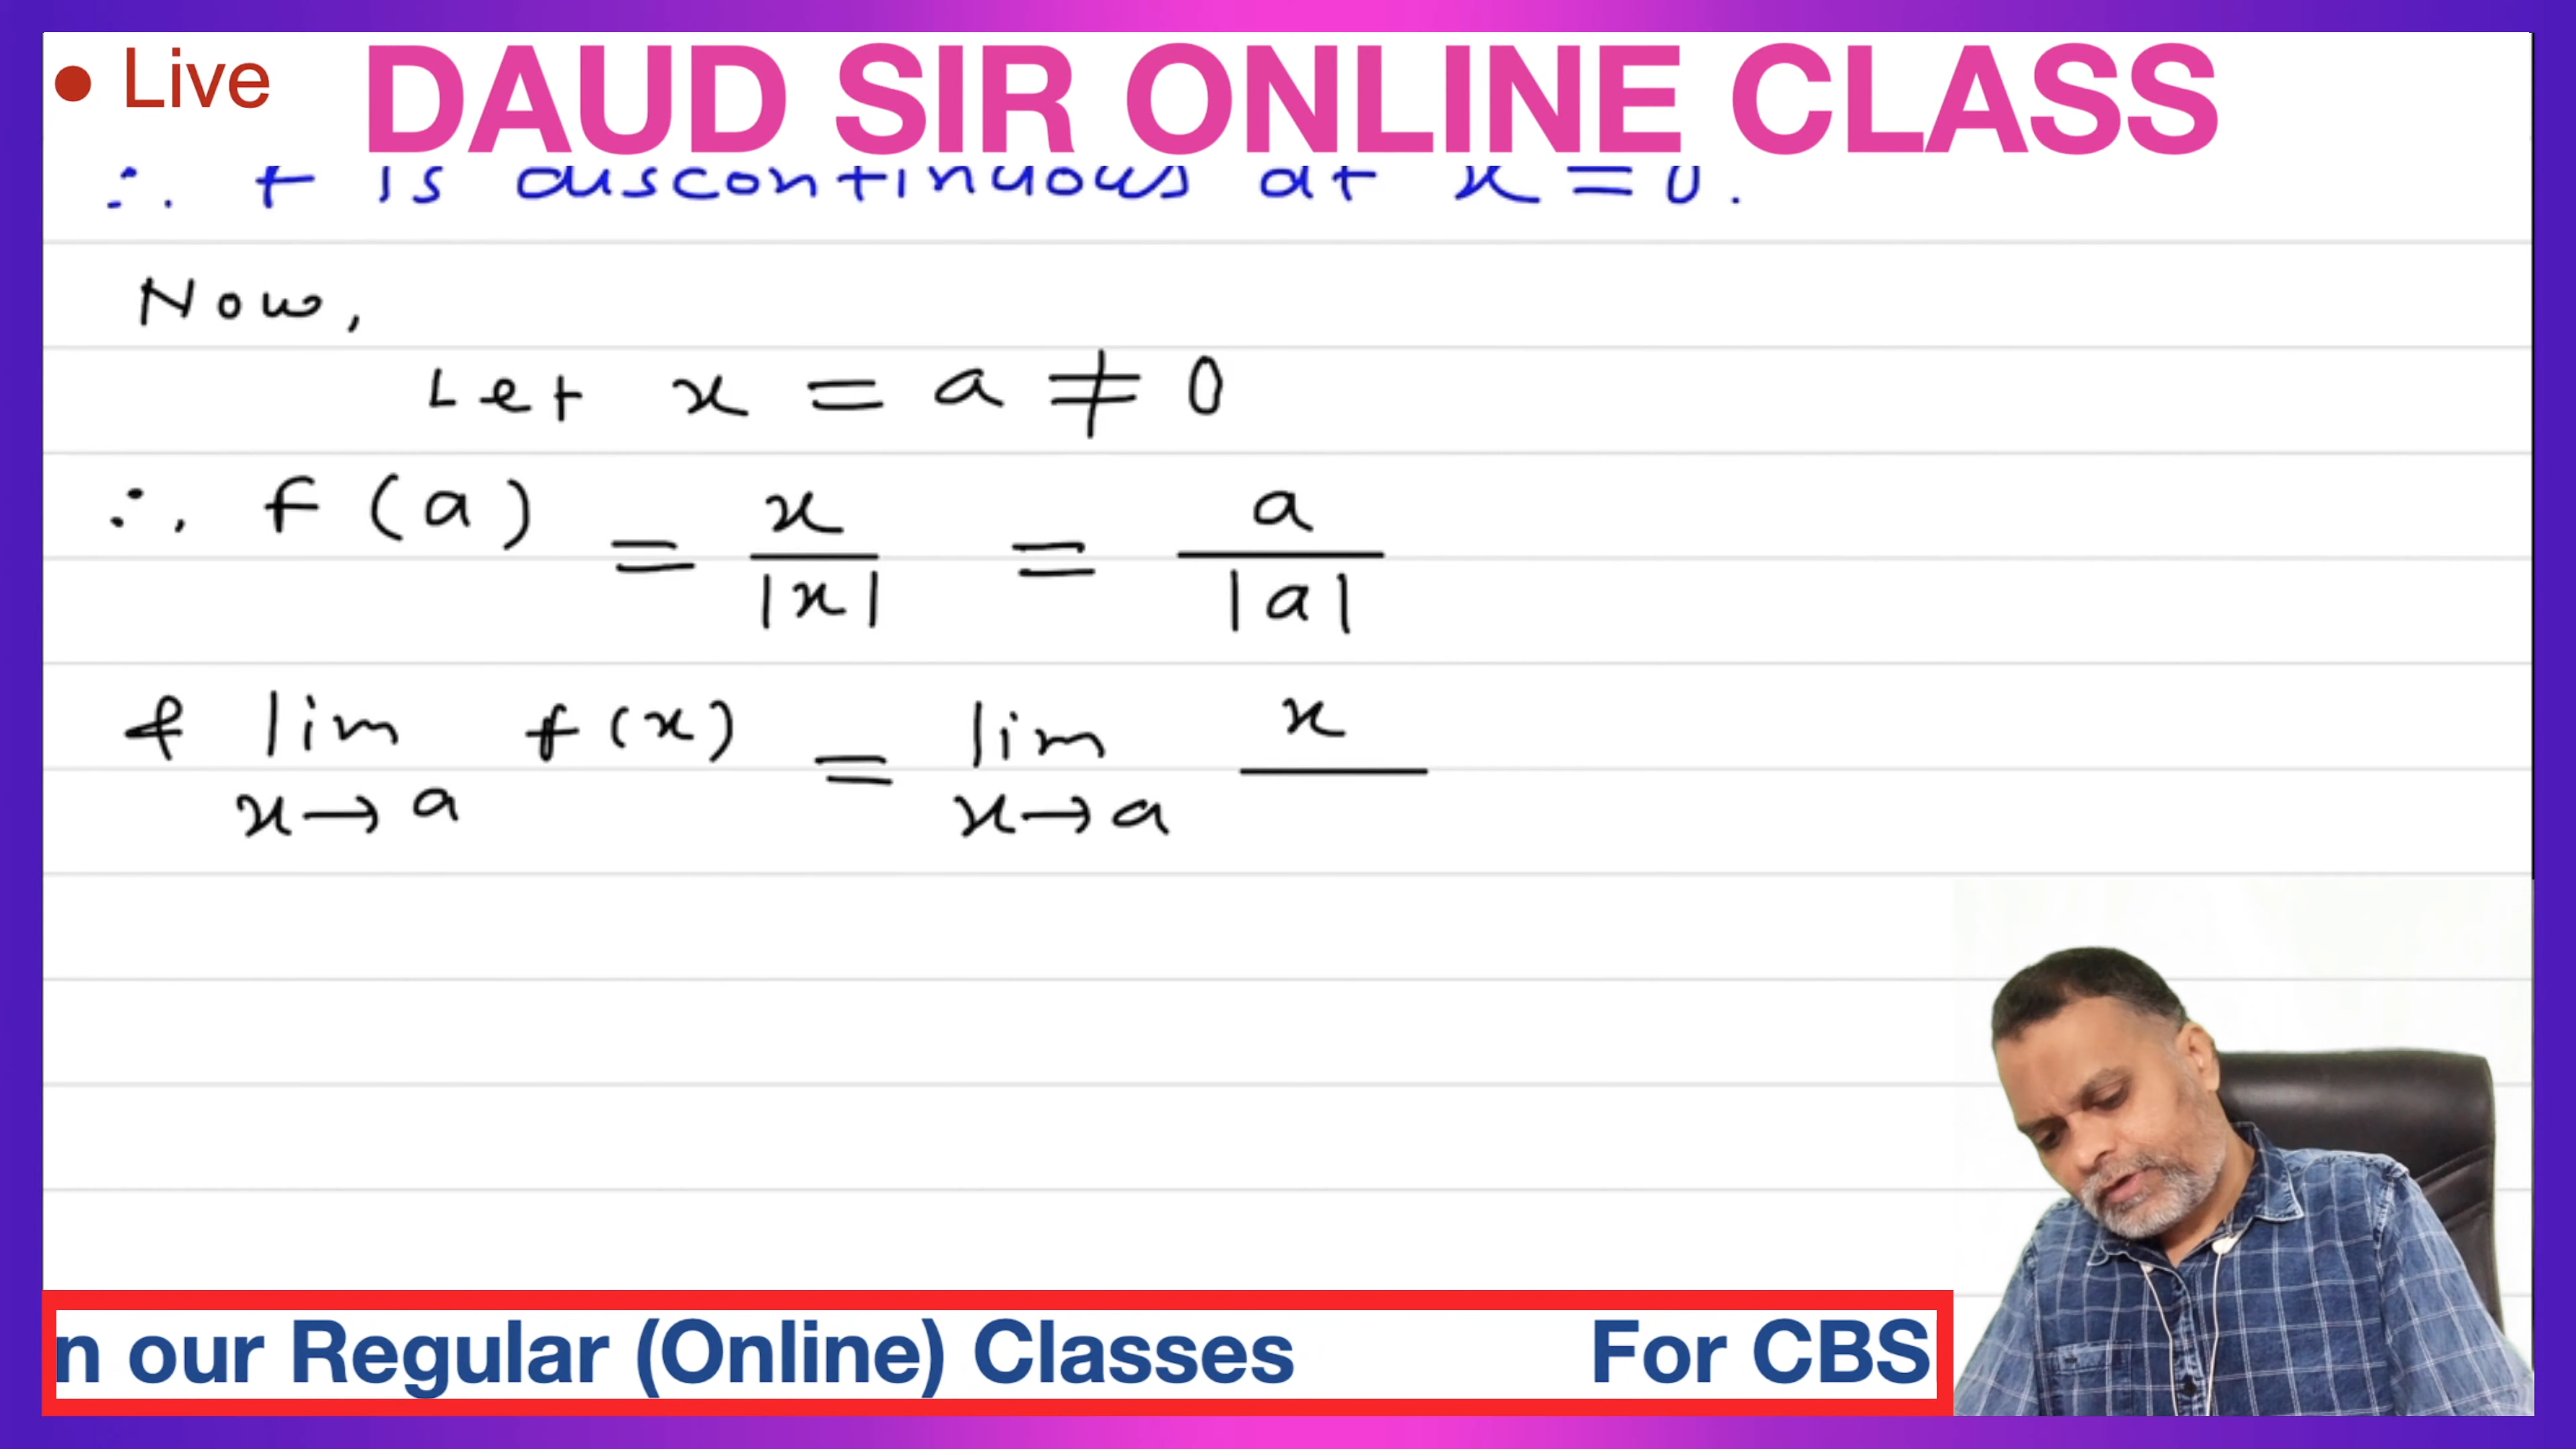 • Live DAUD SIR ONLINE CLASS
∴ f is discontinuous at x = 0.
Now,
Let x = a ≠ 0
∴ f(a) = x/|x| = a/|a|
& lim x→a f(x) = lim x→a x/
n our Regular (Online) Classes For CBS